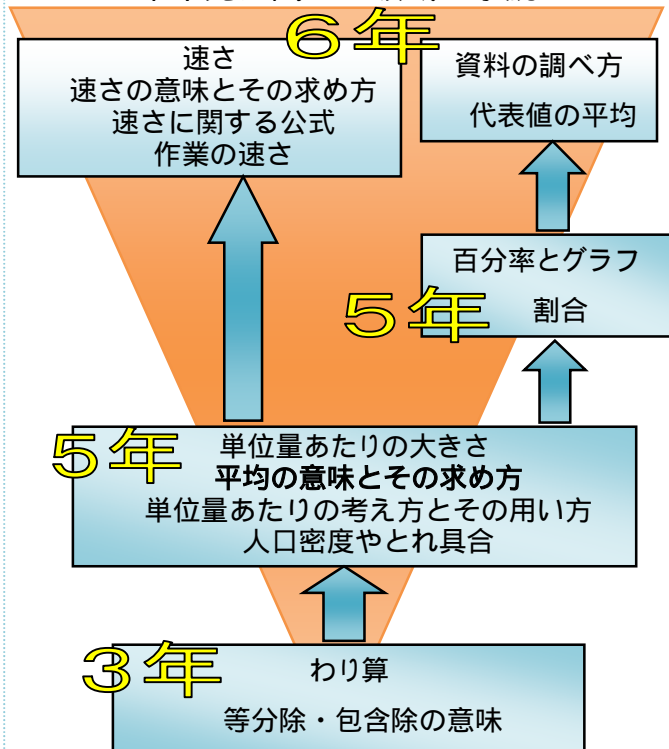 6年
速さ
速さの意味とその求め方
速さに関する公式
作業の速さ
資料の調べ方
代表値の平均
百分率とグラフ
割合
5年
5年
単位量あたりの大きさ
平均の意味とその求め方
単位量あたりの考え方とその用い方
人口密度やとれ具合
3年
わり算
等分除・包含除の意味